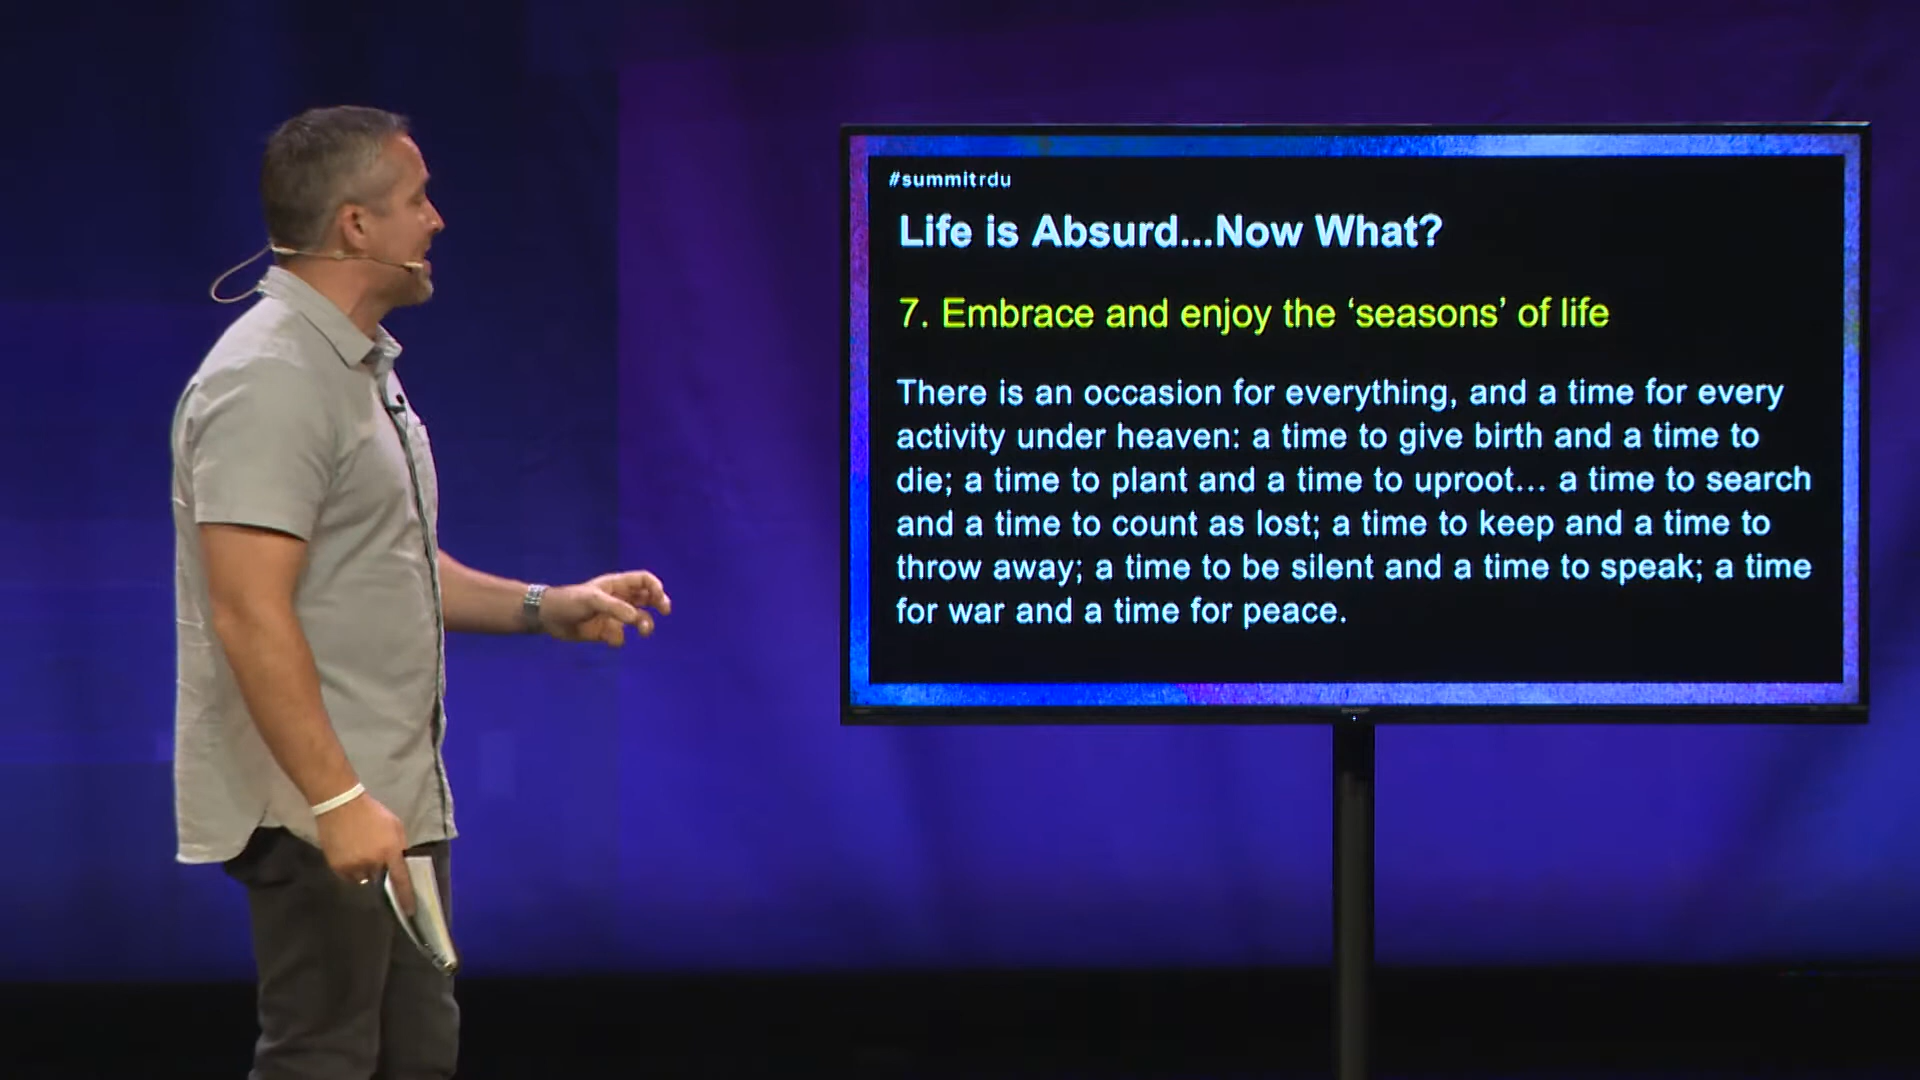 #summitrdu
Life is Absurd...Now What?
7. Embrace and enjoy the ‘seasons’ of life
There is an occasion for everything, and a time for every
activity under heaven: a time to give birth and a time to
die; a time to plant and a time to uproot... a time to search
and a time to count as lost; a time to keep and a time to
throw away; a time to be silent and a time to speak; a time
for war and a time for peace.